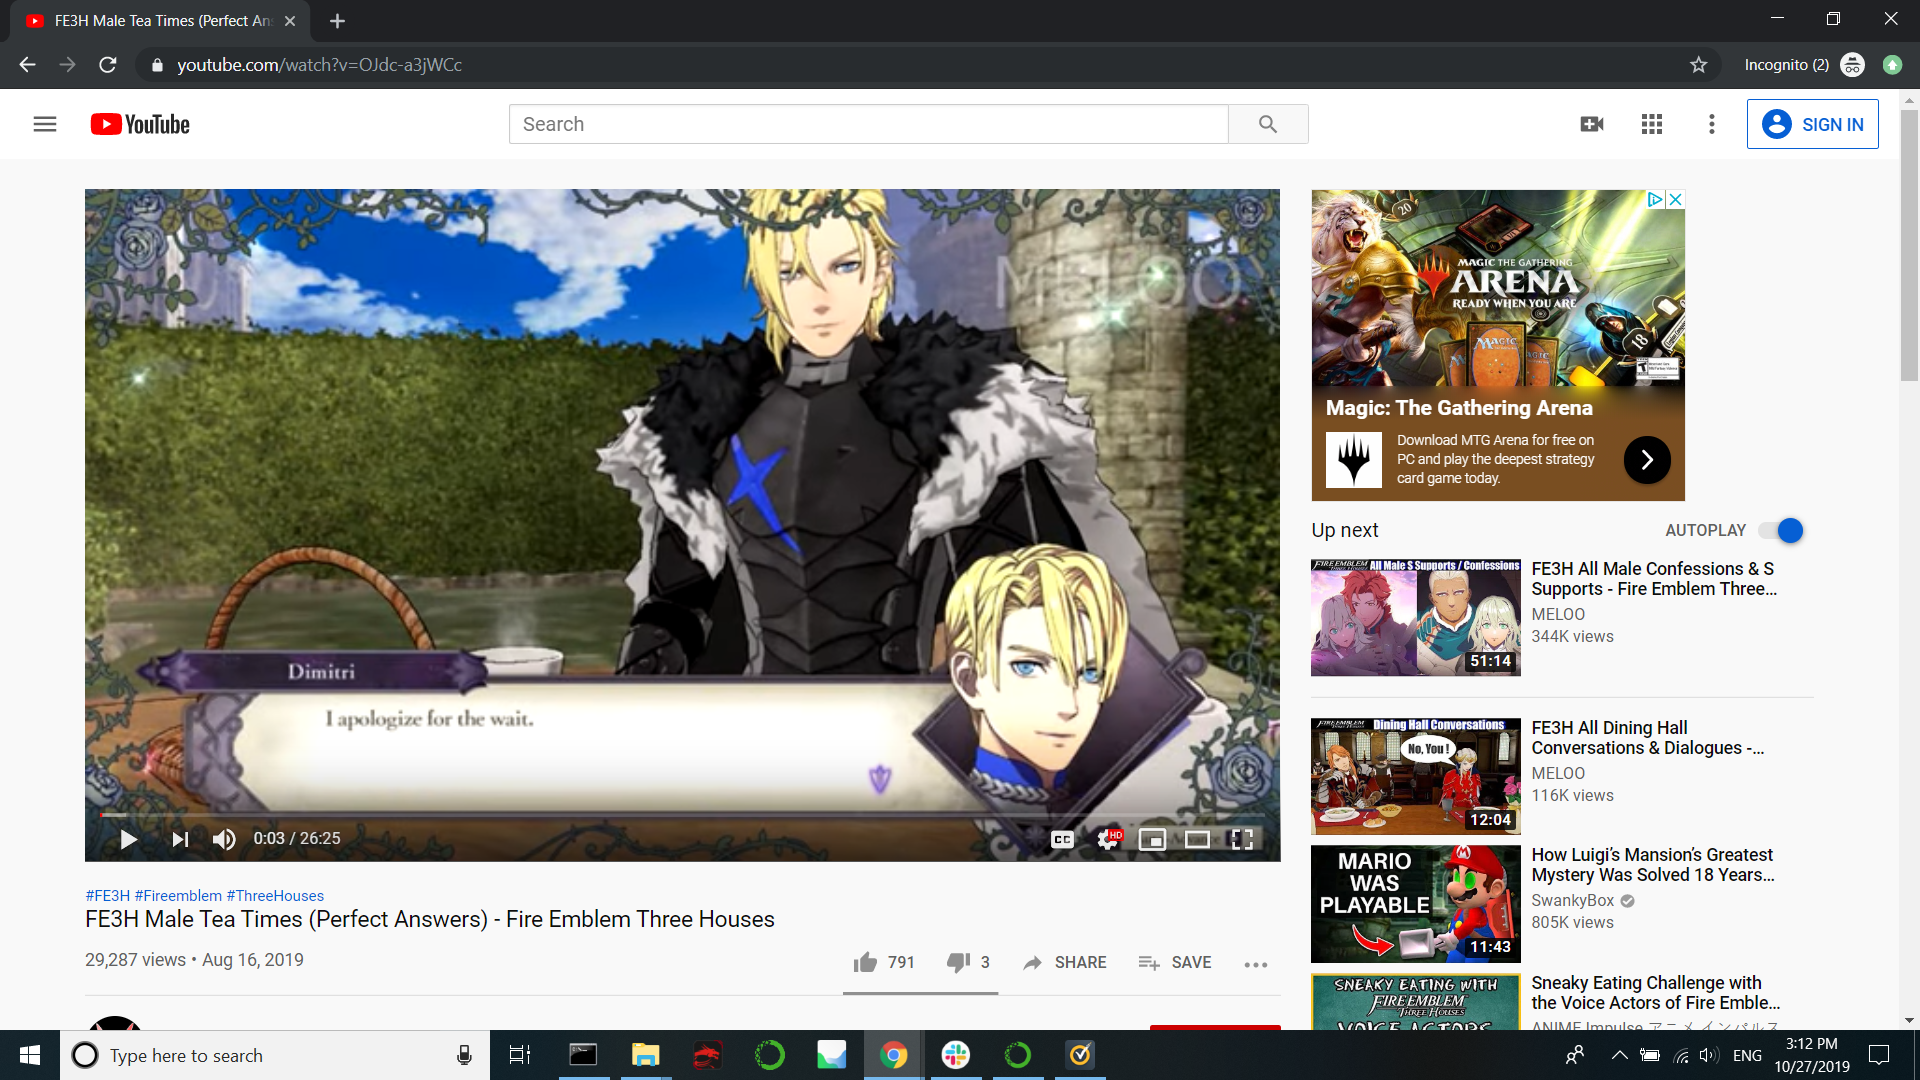 FE3H Male Tea Times (Perfect Ans
youtube.com/watch?v=OJdc-a3jWCc
Incognito (2)
YouTube
Search
SIGN IN
MELOO
Dimitri
I apologize for the wait.
0:03 / 26:25
CC
HD
#FE3H #Fireemblem #ThreeHouses
FE3H Male Tea Times (Perfect Answers) - Fire Emblem Three Houses
29,287 views • Aug 16, 2019
791
3
SHARE
SAVE
20
MAGIC THE GATHERING
ARENA
READY WHEN YOU ARE
18
MAGIC
Magic: The Gathering Arena
Download MTG Arena for free on
PC and play the deepest strategy
card game today.
Up next
AUTOPLAY
FIRE EMBLEM THREE HOUSES
All Male S Supports / Confessions
51:14
FE3H All Male Confessions & S
Supports - Fire Emblem Three...
MELOO
344K views
FIRE EMBLEM THREE HOUSES
Dining Hall Conversations
No, You !
12:04
FE3H All Dining Hall
Conversations & Dialogues -...
MELOO
116K views
MARIO
WAS
PLAYABLE
11:43
How Luigi's Mansion's Greatest
Mystery Was Solved 18 Years...
SwankyBox
805K views
SNEAKY EATING WITH
FIRE EMBLEM
THREE HOUSES
VOICE ACTORS
Sneaky Eating Challenge with
the Voice Actors of Fire Emble...
ANIME Impulse アニメ インパルス
Type here to search
ENG
3:12 PM
10/27/2019